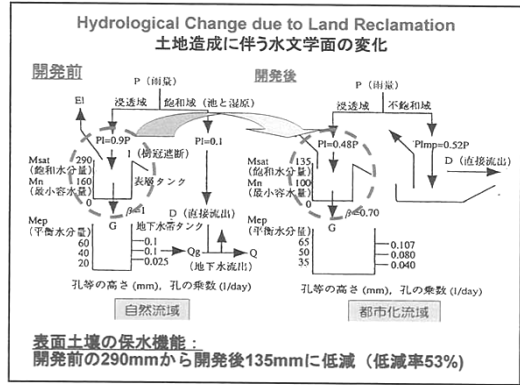 Hydrological Change due to Land Reclamation
土地造成に伴う水文学面の変化
開発前
開発後
P (雨量)
P (雨量)
EI
浸透域
飽和域 (池と湿原)
浸透域
不飽和域
PI=0.9P
PI=0.1
PI=0.48P
PImp=0.52P
I (樹冠遮断)
D (直接流出)
Msat 290
(飽和水分量)
Mn 160
(最小容水量)
0
表層タンク
Msat 135
(飽和水分量)
Mn 100
(最小容水量)
0
β=1
G
D (直接流出)
β=0.70
G
Mep
(平衡水分量)
60
40
20
地下水帯タンク
0.1
0.1
0.025
Qg
Q
(地下水流出)
Mep
(平衡水分量)
65
50
35
0.107
0.080
0.040
孔等の高さ (mm), 孔の乗数 (1/day)
孔等の高さ (mm), 孔の乗数 (1/day)
自然流域
都市化流域
表面土壌の保水機能：
開発前の290mmから開発後135mmに低減（低減率53%)